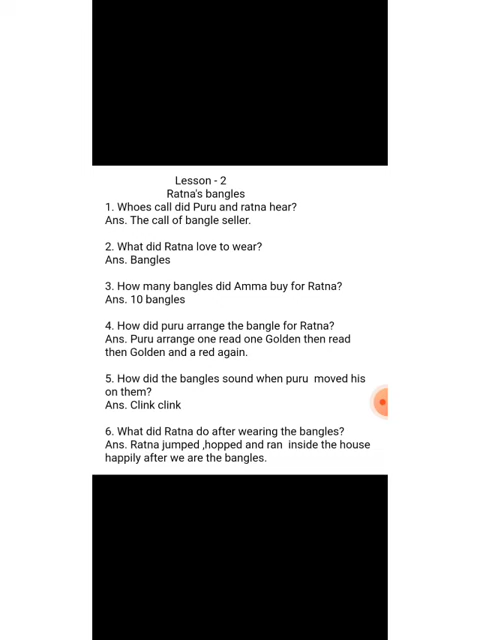 Lesson - 2
Ratna's bangles
1. Whoes call did Puru and ratna hear?
Ans. The call of bangle seller.
2. What did Ratna love to wear?
Ans. Bangles
3. How many bangles did Amma buy for Ratna?
Ans. 10 bangles
4. How did puru arrange the bangle for Ratna?
Ans. Puru arrange one read one Golden then read
then Golden and a red again.
5. How did the bangles sound when puru moved his
on them?
Ans. Clink clink
6. What did Ratna do after wearing the bangles?
Ans. Ratna jumped ,hopped and ran inside the house
happily after we are the bangles.